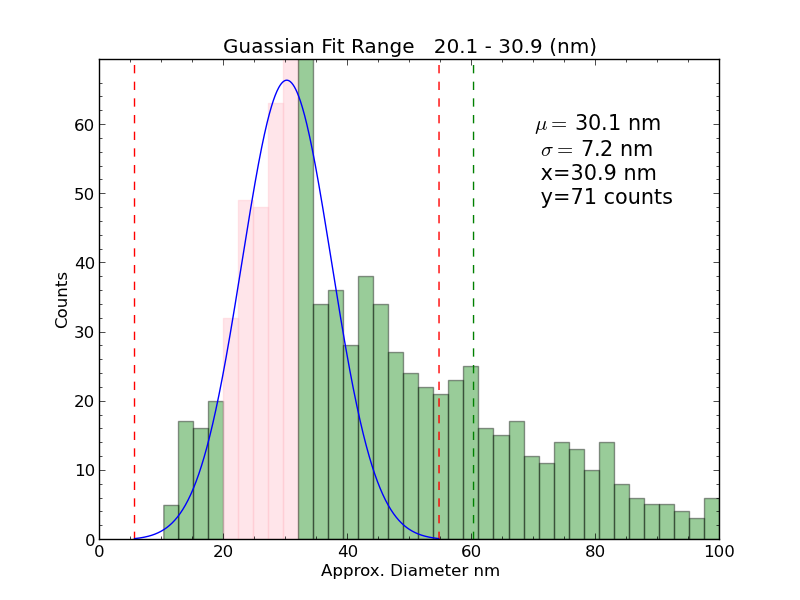 Guassian Fit Range   20.1 - 30.9 (nm)
μ = 30.1 nm
σ = 7.2 nm
x=30.9 nm
y=71 counts
60
50
40
30
20
10
0
Counts
0 20 40 60 80 100
Approx. Diameter nm